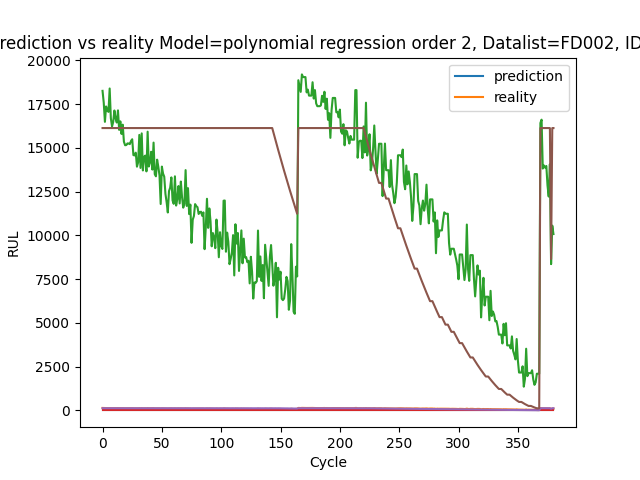 rediction vs reality Model=polynomial regression order 2, Datalist=FD002, ID
20000
17500
15000
12500
10000
7500
5000
2500
0
RUL
prediction
reality
0 50 100 150 200 250 300 350
Cycle